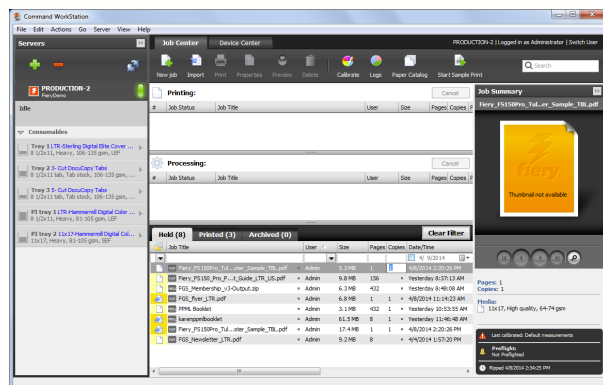 Command WorkStation
File Edit Actions Go Server View Help
Servers
Job Center Device Center
PRODUCTION-2 | Logged in as Administrator | Switch User
New job Import Print Properties Preview Delete Calibrate Logs Paper Catalog Start Sample Print
Search
PRODUCTION-2
FieryDemo
Idle
Consumables
Tray 1 LTR-Sterling Digital Elite Cover ...
8 1/2x11, Heavy, 106-135 gsm, LEF
Tray 2 3- Cut DocuCopy Tabs
8 1/2x11 tab, Tab stock, 106-135 gsm, ...
Tray 3 5- Cut DocuCopy Tabs
8 1/2x11 tab, Tab stock, 106-135 gsm, ...
PI tray 1 LTR-Hammermill Digital Color ...
8 1/2x11, Heavy, 81-105 gsm, LEF
PI tray 2 11x17-Hammermill Digital Col...
11x17, Heavy, 81-105 gsm, SEF
Printing:
Cancel
# Job Status Job Title User Size Pages Copies F
Processing:
Cancel
# Job Status Job Title User Size Pages Copies F
Held (8) Printed (3) Archived (0)
Clear Filter
Job Title User Size Pages Copies Date/Time
4/ 9/2014
Fiery_FS150Pro_Tul...ster_Sample_TBL.pdf Admin 5.3 MB 1 1 4/8/2014 2:20:26 PM
Fiery_FS150_Pro_P...t_Guide_LTR_US.pdf Admin 9.8 MB 156 Yesterday 8:37:13 AM
FGS_Membership_v3-Output.zip Admin 6.3 MB 432 Yesterday 8:48:08 AM
FGS_flyer_LTR.pdf Admin 6.8 MB 1 1 4/8/2014 11:14:23 AM
PPML Booklet Admin 3.1 MB 432 1 Yesterday 10:53:55 AM
karenppmlbooklet Admin 61.5 MB 8 1 Yesterday 11:46:48 AM
Fiery_FS150Pro_Tul...ster_Sample_TBL.pdf Admin 17.4 MB 1 4/8/2014 2:20:26 PM
FGS_Newsletter_LTR.pdf Admin 9.2 MB 8 4/4/2014 1:57:20 PM
Job Summary
Fiery_FS150Pro_Tul...er_Sample_TBL.pdf
fiery
Thumbnail not available
Pages: 1
Copies: 1
Media:
11x17, High quality, 64-74 gsm
Last calibrated: Default measurements
Preflight:
Not Preflighted
Ripped 4/8/2014 2:34:25 PM